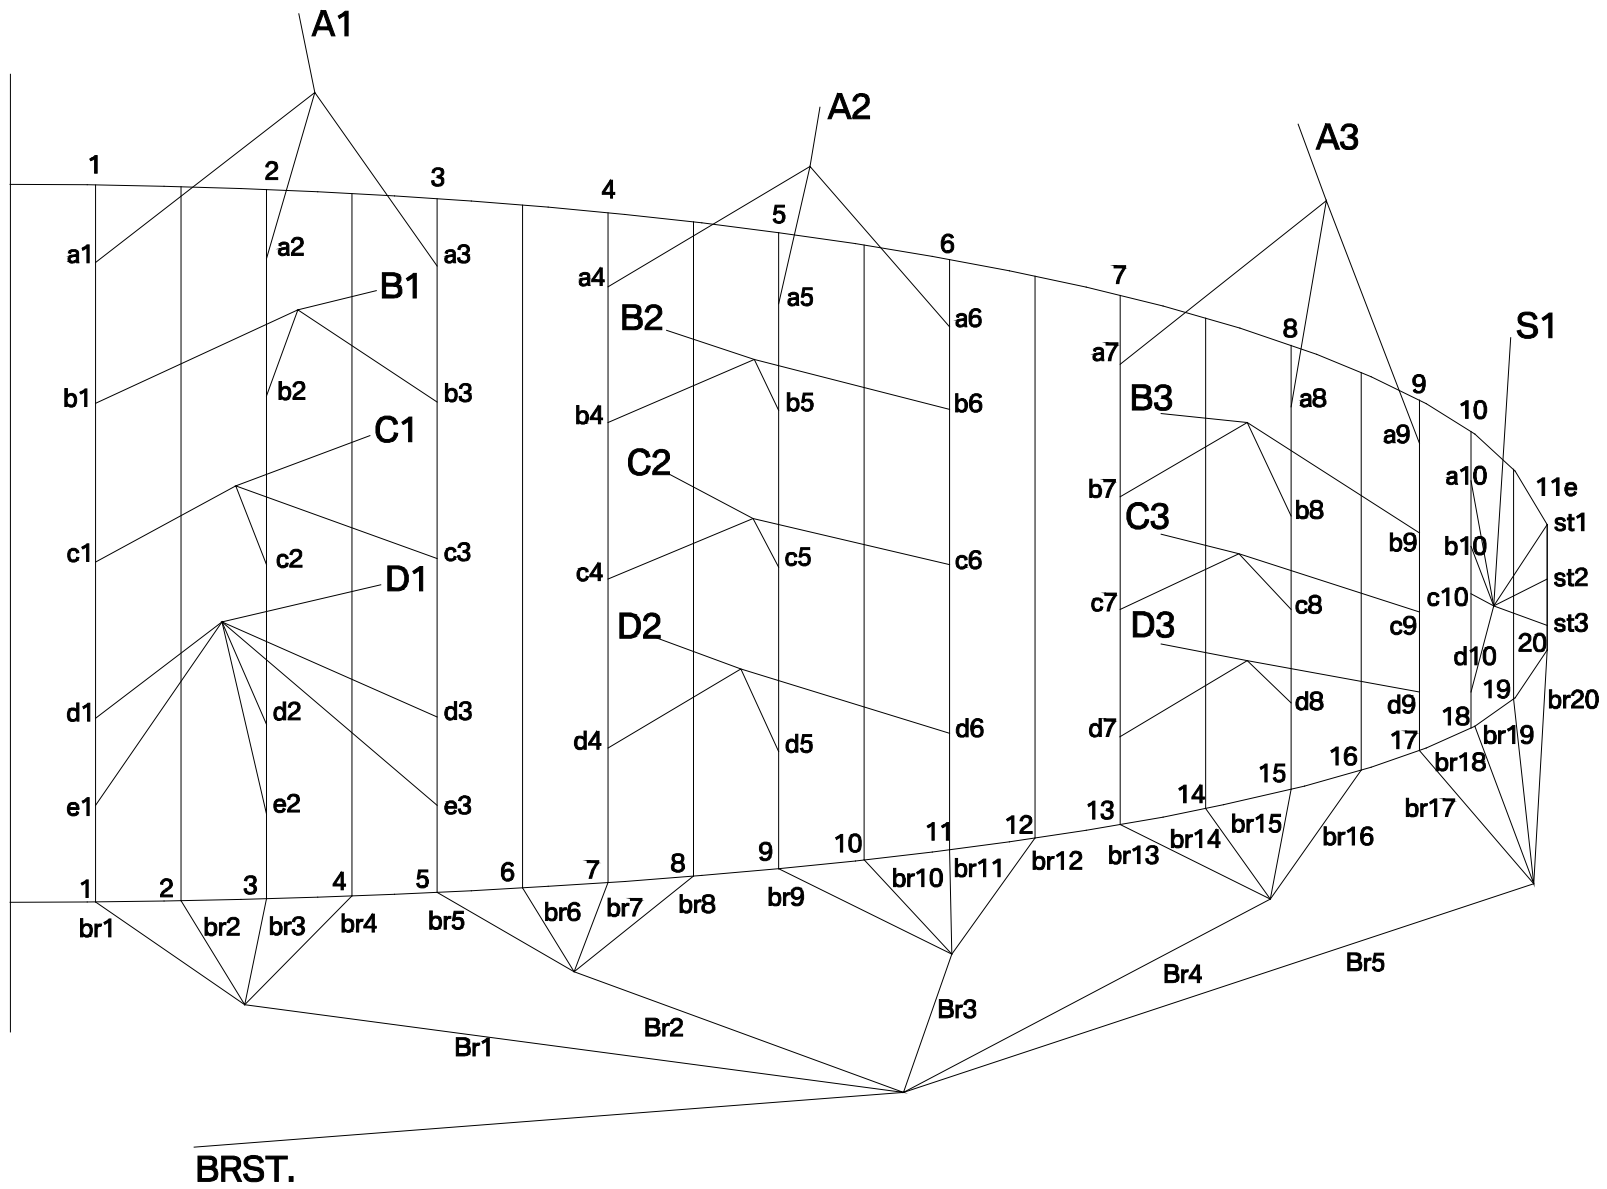 A1
A2
A3
1
2
3
4
5
6
7
8
9
10
11e
a1
a2
a3
a4
a5
a6
a7
a8
a9
a10
B1
B2
B3
S1
b1
b2
b3
b4
b5
b6
b7
b8
b9
b10
st1
st2
st3
C1
C2
C3
c1
c2
c3
c4
c5
c6
c7
c8
c9
c10
D1
D2
D3
d1
d2
d3
d4
d5
d6
d7
d8
d9
d10
e1
e2
e3
1
2
3
4
5
6
7
8
9
10
11
12
13
14
15
16
17
18
19
20
br1
br2
br3
br4
br5
br6
br7
br8
br9
br10
br11
br12
br13
br14
br15
br16
br17
br18
br19
br20
Br1
Br2
Br3
Br4
Br5
BRST.